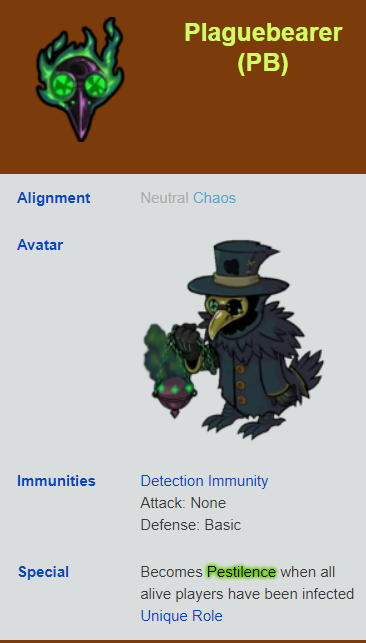 Plaguebearer
(PB)
Alignment Neutral Chaos
Avatar
Immunities Detection Immunity
Attack: None
Defense: Basic
Special Becomes Pestilence when all
alive players have been infected
Unique Role